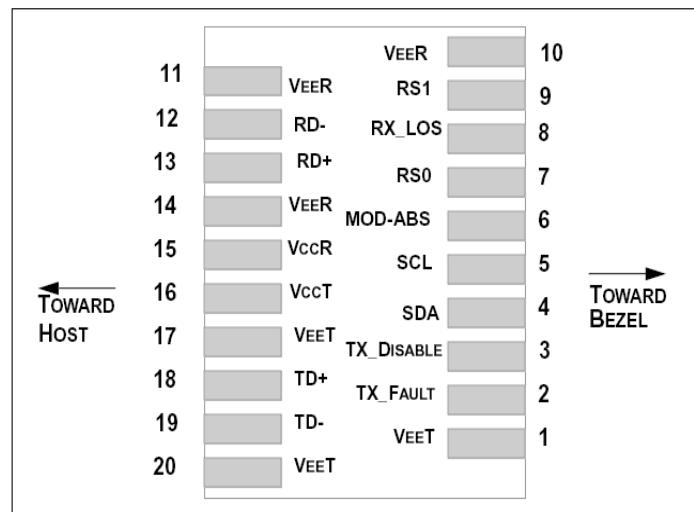 VEER 10
11 VEER RS1 9
12 RD- RX_LOS 8
13 RD+ RS0 7
14 VEER MOD-ABS 6
15 VCCR SCL 5
16 VCCT SDA 4
TOWARD HOST
TOWARD BEZEL
17 VEET TX_DISABLE 3
18 TD+ TX_FAULT 2
19 TD- VEET 1
20 VEET